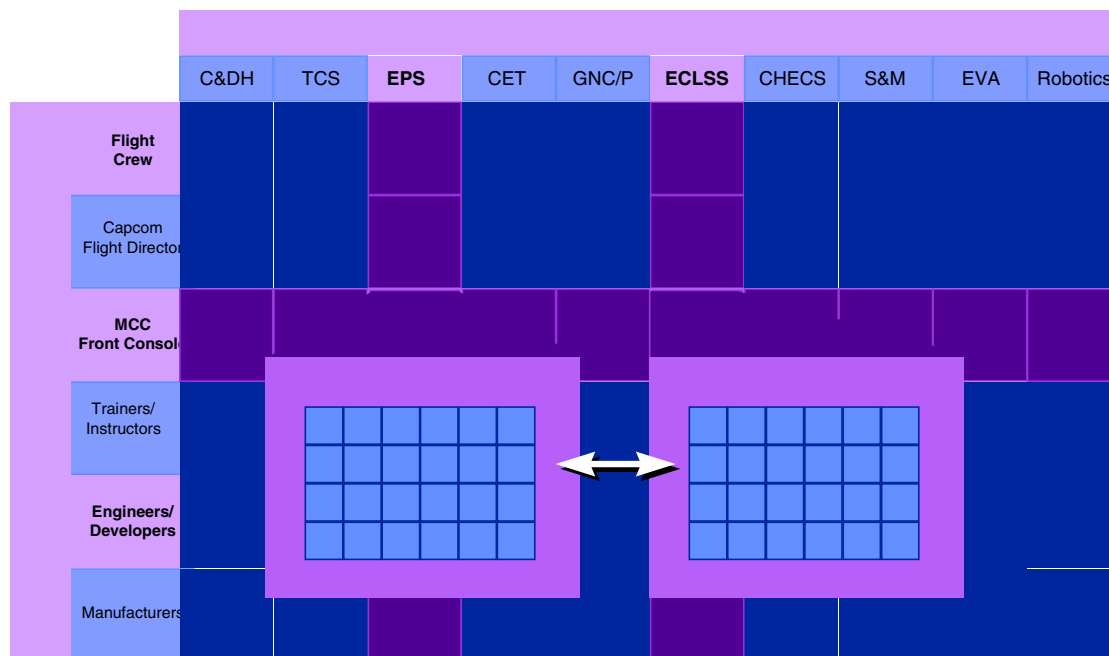 C&DH TCS EPS CET GNC/P ECLSS CHECS S&M EVA Robotics
Flight
Crew
Capcom
Flight Director
MCC
Front Console
Trainers/
Instructors
Engineers/
Developers
Manufacturers